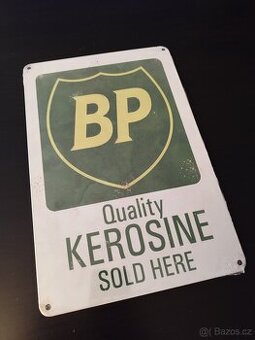 BP
Quality
KEROSINE
SOLD HERE
Bazos.cz